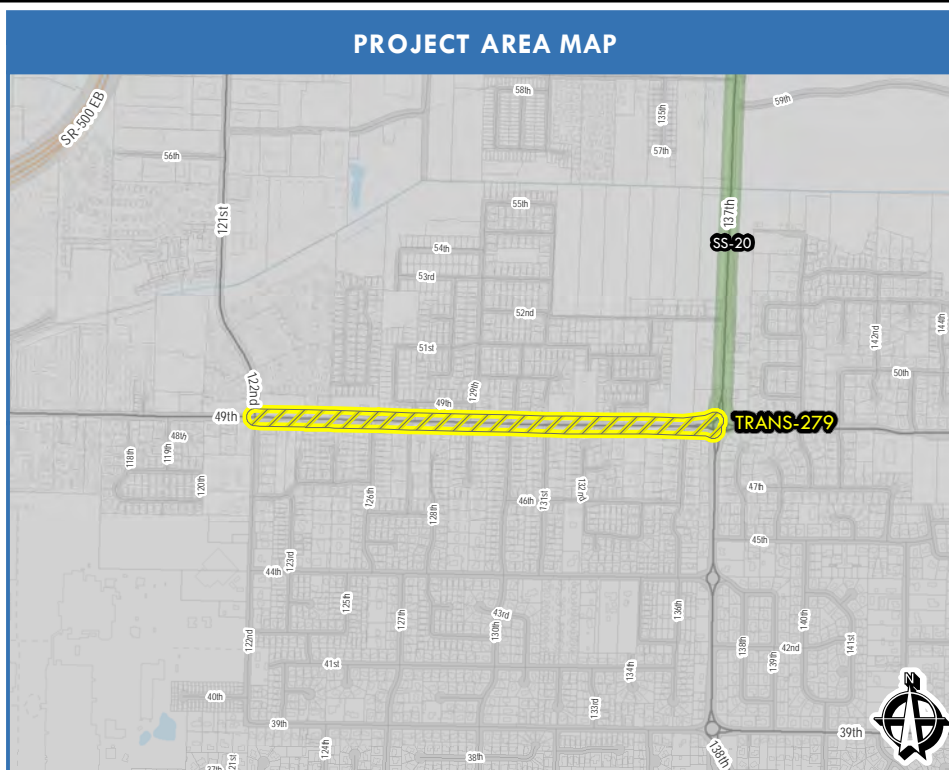 PROJECT AREA MAP
SR-500 EB
58th
135th
59th
56th
57th
121st
55th
137th
SS-20
54th
53rd
52nd
142nd
144th
51st
50th
122nd
129th
49th
49th
TRANS-279
48th
118th
119th
120th
126th
128th
46th
131st
132nd
47th
45th
123rd
44th
125th
127th
43rd
130th
136th
122nd
138th
139th
140th
42nd
141st
41st
134th
40th
133rd
39th
39th
124th
38th
138th
37th
121st
N